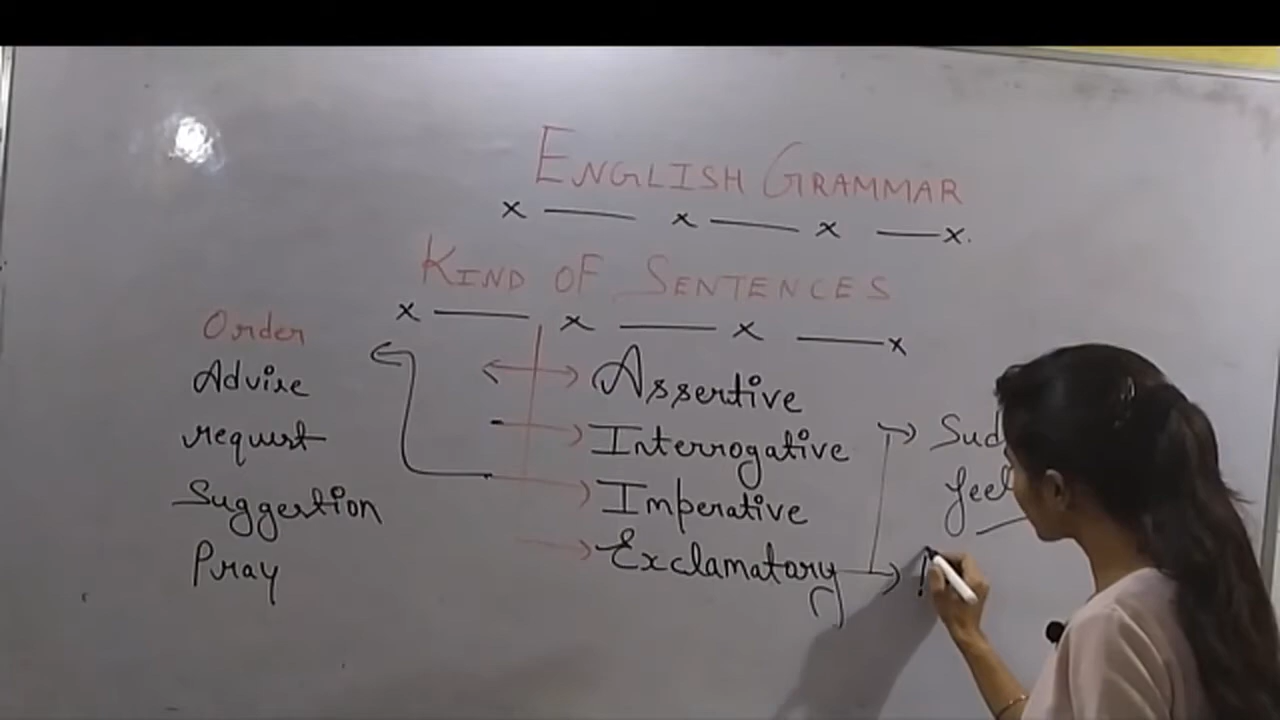 ENGLISH GRAMMAR
x — x — x — x.
KIND OF SENTENCES
x — x — x — x
Order
Advise
request
Suggestion
Pray
Assertive
Interrogative
Imperative
Exclamatory
!